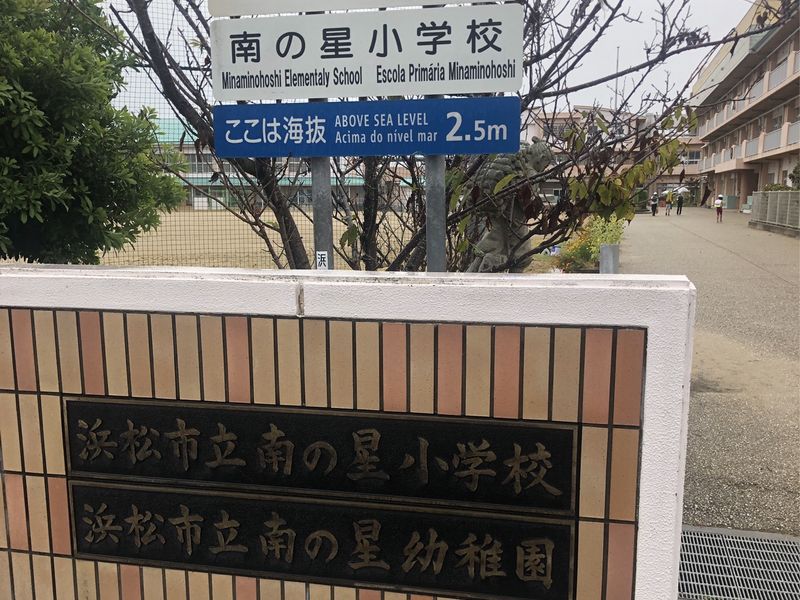 南の星小学校
Minaminohoshi Elementaly School Escola Primária Minaminohoshi
ここは海抜 ABOVE SEA LEVEL 2.5m
Acima do nível mar
浜
浜松市立南の星小学校
浜松市立南の星幼稚園